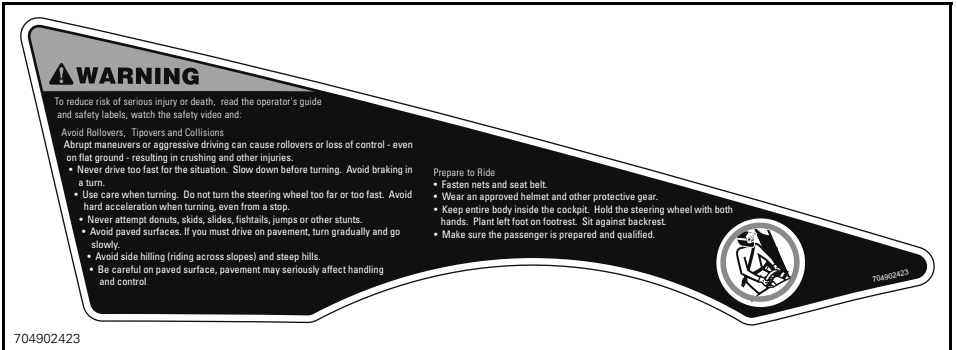 WARNING
To reduce risk of serious injury or death, read the operator's guide
and safety labels, watch the safety video and:
Avoid Rollovers, Tipovers and Collisions
Abrupt maneuvers or aggressive driving can cause rollovers or loss of control - even
on flat ground - resulting in crushing and other injuries.
• Never drive too fast for the situation. Slow down before turning. Avoid braking in
a turn.
• Use care when turning. Do not turn the steering wheel too far or too fast. Avoid
hard acceleration when turning, even from a stop.
• Never attempt donuts, skids, slides, fishtails, jumps or other stunts.
• Avoid paved surfaces. If you must drive on pavement, turn gradually and go
slowly.
• Avoid side hilling (riding across slopes) and steep hills.
• Be careful on paved surface, pavement may seriously affect handling
and control.
Prepare to Ride
• Fasten nets and seat belt.
• Wear an approved helmet and other protective gear.
• Keep entire body inside the cockpit. Hold the steering wheel with both
hands. Plant left foot on footrest. Sit against backrest.
• Make sure the passenger is prepared and qualified.
704902423
704902423